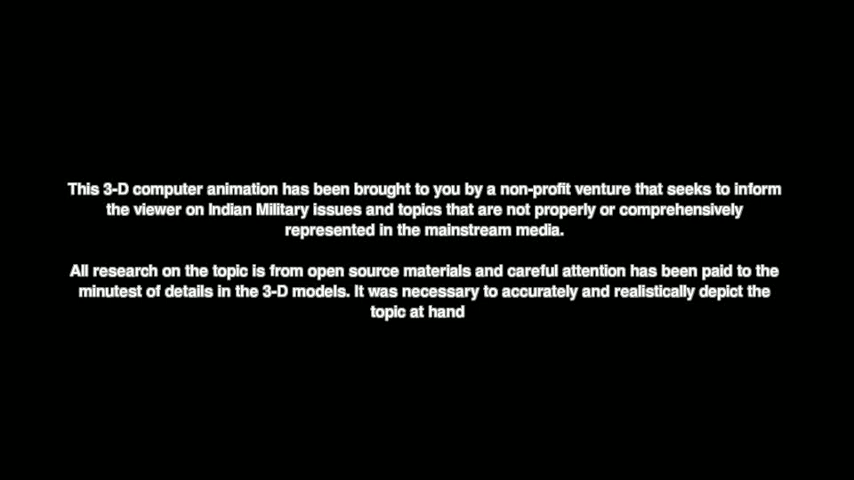 This 3-D computer animation has been brought to you by a non-profit venture that seeks to inform
the viewer on Indian Military issues and topics that are not properly or comprehensively
represented in the mainstream media.
All research on the topic is from open source materials and careful attention has been paid to the
minutest of details in the 3-D models. It was necessary to accurately and realistically depict the
topic at hand